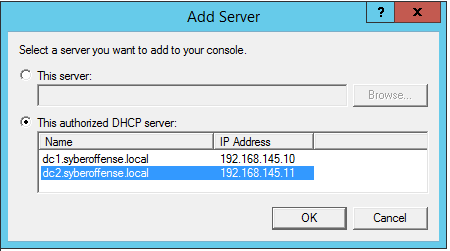 Add Server
?
Select a server you want to add to your console.
This server:
Browse...
This authorized DHCP server:
Name IP Address
dc1.syberoffense.local 192.168.145.10
dc2.syberoffense.local 192.168.145.11
OK Cancel